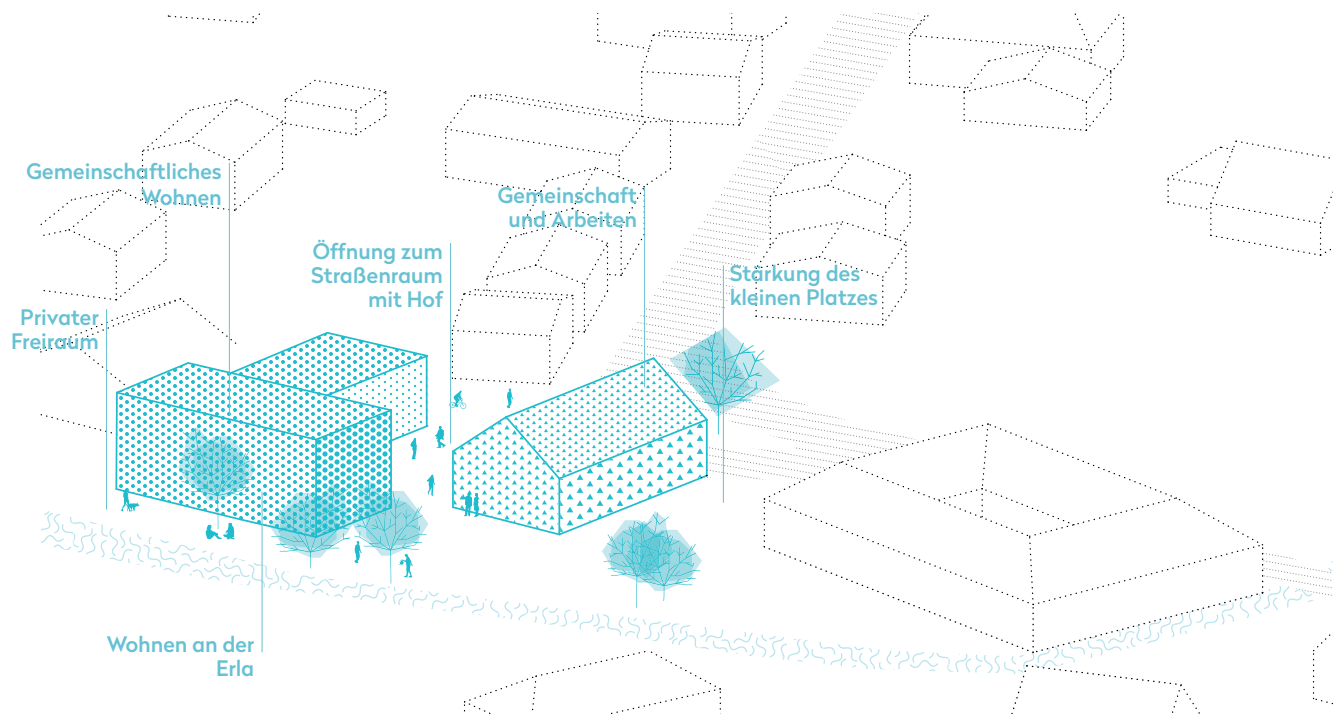 Gemeinschaftliches
Wohnen
Gemeinschaft
und Arbeiten
Öffnung zum
Straßenraum
mit Hof
Stärkung des
kleinen Platzes
Privater
Freiraum
Wohnen an der
Erla